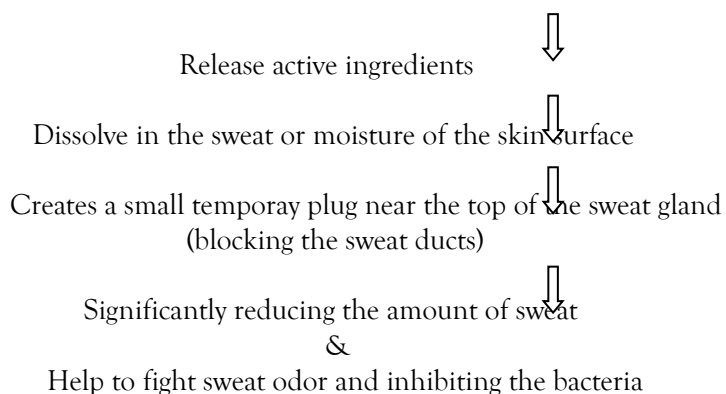 Release active ingredients
Dissolve in the sweat or moisture of the skin surface
Creates a small temporay plug near the top of the sweat gland
(blocking the sweat ducts)
Significantly reducing the amount of sweat
&
Help to fight sweat odor and inhibiting the bacteria